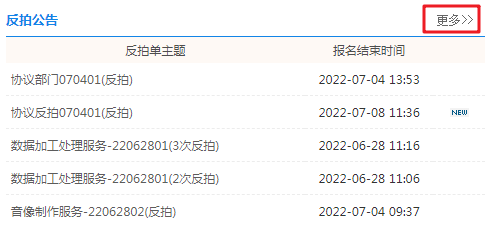 反拍公告 更多>>
反拍单主题 报名结束时间
协议部门070401(反拍) 2022-07-04 13:53
协议反拍070401(反拍) 2022-07-08 11:36 NEW
数据加工处理服务-22062801(3次反拍) 2022-06-28 11:16
数据加工处理服务-22062801(2次反拍) 2022-06-28 11:06
音像制作服务-22062802(反拍) 2022-07-04 09:37